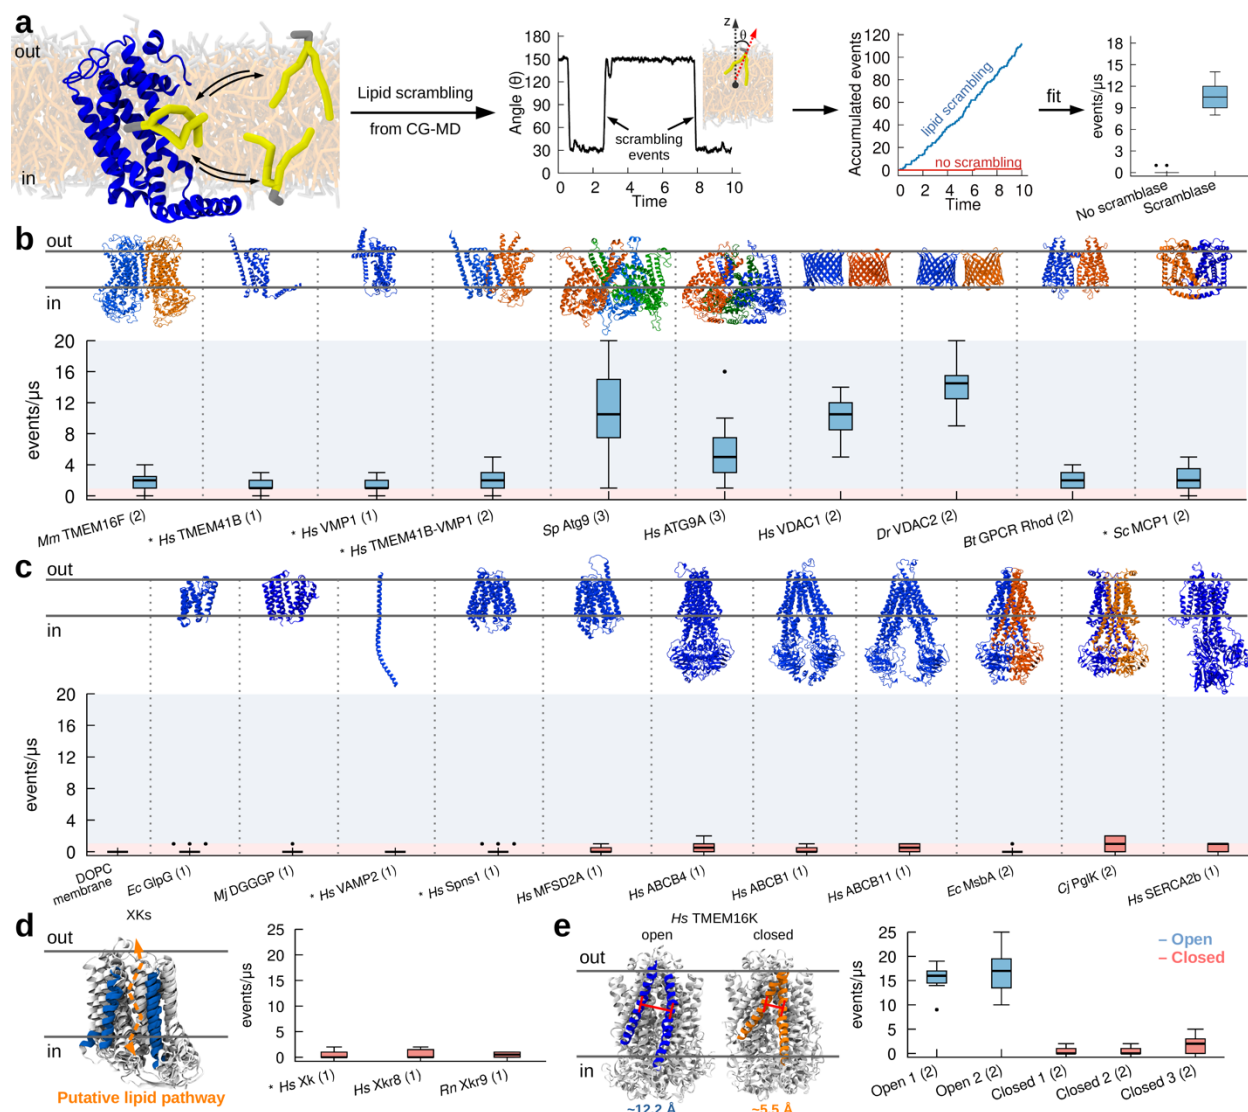 a
out
in
Lipid scrambling
from CG-MD
Angle (θ)
180
150
120
90
60
30
0
0 2 4 6 8 10
Time
scrambling
events
z
θ
Accumulated events
120
100
80
60
40
20
0
0 2 4 6 8 10
Time
lipid scrambling
no scrambling
fit
events/µs
18
15
12
9
6
3
0
No scramblase
Scramblase
b
out
in
events/µs
20
16
12
8
4
0
Mm TMEM16F (2)
* Hs TMEM41B (1)
* Hs VMP1 (1)
* Hs TMEM41B-VMP1 (2)
Sp Atg9 (3)
Hs ATG9A (3)
Hs VDAC1 (2)
Dr VDAC2 (2)
Bt GPCR Rhod (2)
* Sc MCP1 (2)
c
out
in
events/µs
20
16
12
8
4
0
DOPC
membrane
Ec GlpG (1)
Mj DGGGP (1)
* Hs VAMP2 (1)
* Hs Spns1 (1)
Hs MFSD2A (1)
Hs ABCB4 (1)
Hs ABCB1 (1)
Hs ABCB11 (1)
Ec MsbA (2)
Cj PglK (2)
Hs SERCA2b (1)
d
XKs
out
in
Putative lipid pathway
events/µs
25
20
15
10
5
0
* Hs Xk (1)
Hs Xkr8 (1)
Rn Xkr9 (1)
e
Hs TMEM16K
open closed
out
in
~12.2 Å ~5.5 Å
events/µs
25
20
15
10
5
0
– Open
– Closed
Open 1 (2)
Open 2 (2)
Closed 1 (2)
Closed 2 (2)
Closed 3 (2)